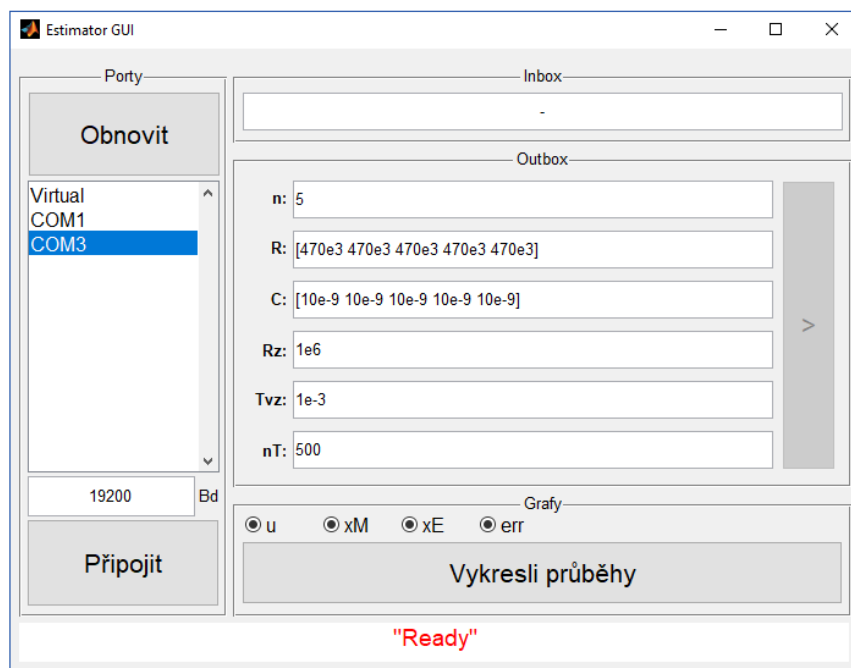 Estimator GUI
Porty
Obnovit
Virtual
COM1
COM3
19200 Bd
Připojit
Inbox
-
Outbox
n: 5
R: [470e3 470e3 470e3 470e3 470e3]
C: [10e-9 10e-9 10e-9 10e-9 10e-9]
Rz: 1e6
Tvz: 1e-3
nT: 500
>
Grafy
u xM xE err
Vykresli průběhy
"Ready"